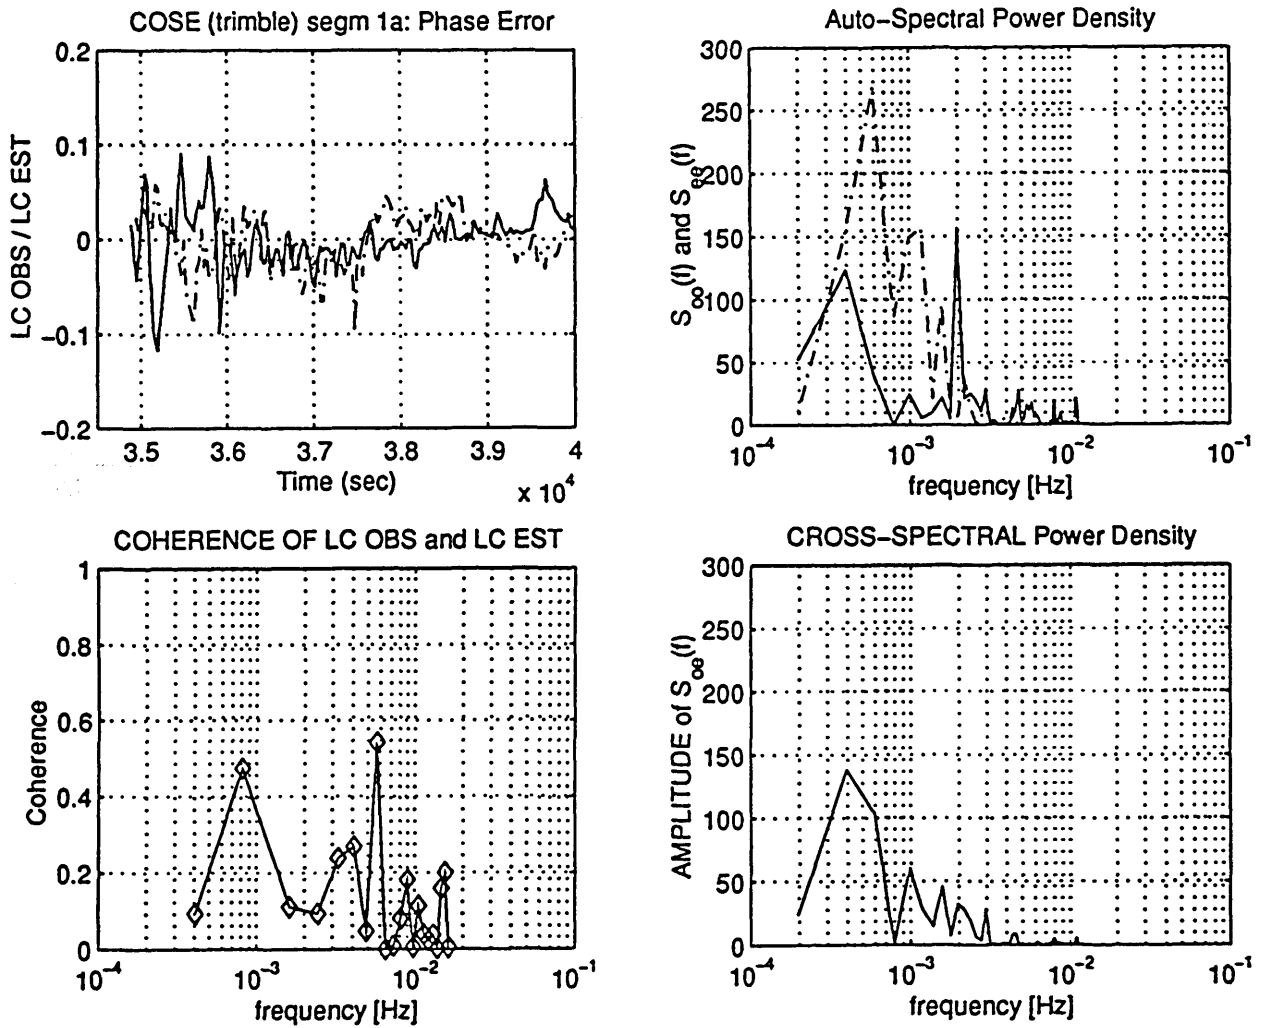 COSE (trimble) segm 1a: Phase Error
LC OBS / LC EST
0.2
0.1
0
−0.1
−0.2
3.5 3.6 3.7 3.8 3.9 4
Time (sec)
x 10⁴
Auto−Spectral Power Density
S_oo(f) and S_ee(f)
300
250
200
150
100
50
0
10⁻⁴ 10⁻³ 10⁻² 10⁻¹
frequency [Hz]
COHERENCE OF LC OBS and LC EST
Coherence
1
0.8
0.6
0.4
0.2
0
10⁻⁴ 10⁻³ 10⁻² 10⁻¹
frequency [Hz]
CROSS−SPECTRAL Power Density
AMPLITUDE of S_oe(f)
300
250
200
150
100
50
0
10⁻⁴ 10⁻³ 10⁻² 10⁻¹
frequency [Hz]